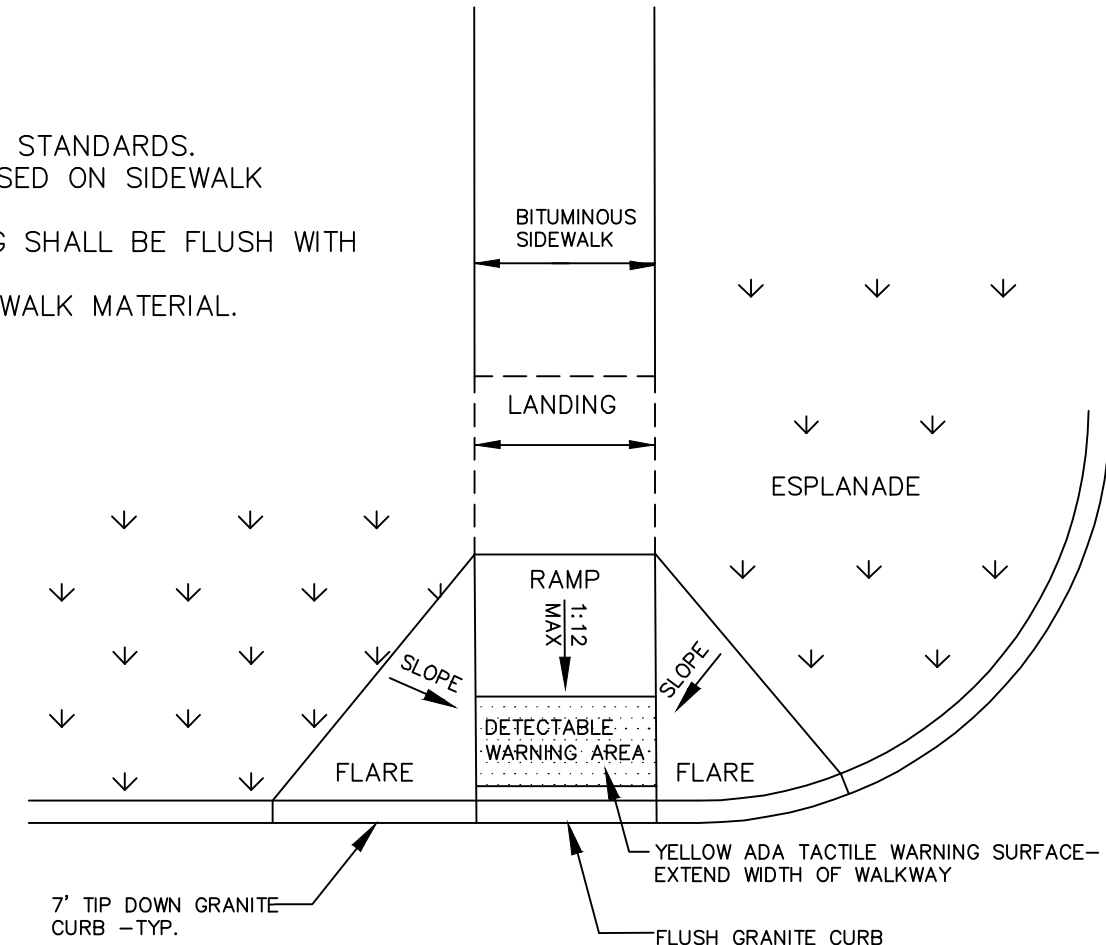 STANDARDS.
SED ON SIDEWALK
SHALL BE FLUSH WITH
WALK MATERIAL.
BITUMINOUS
SIDEWALK
LANDING
ESPLANADE
RAMP
1:12
MAX
SLOPE
SLOPE
DETECTABLE
WARNING AREA
FLARE
FLARE
YELLOW ADA TACTILE WARNING SURFACE-
EXTEND WIDTH OF WALKWAY
7' TIP DOWN GRANITE
CURB -TYP.
FLUSH GRANITE CURB